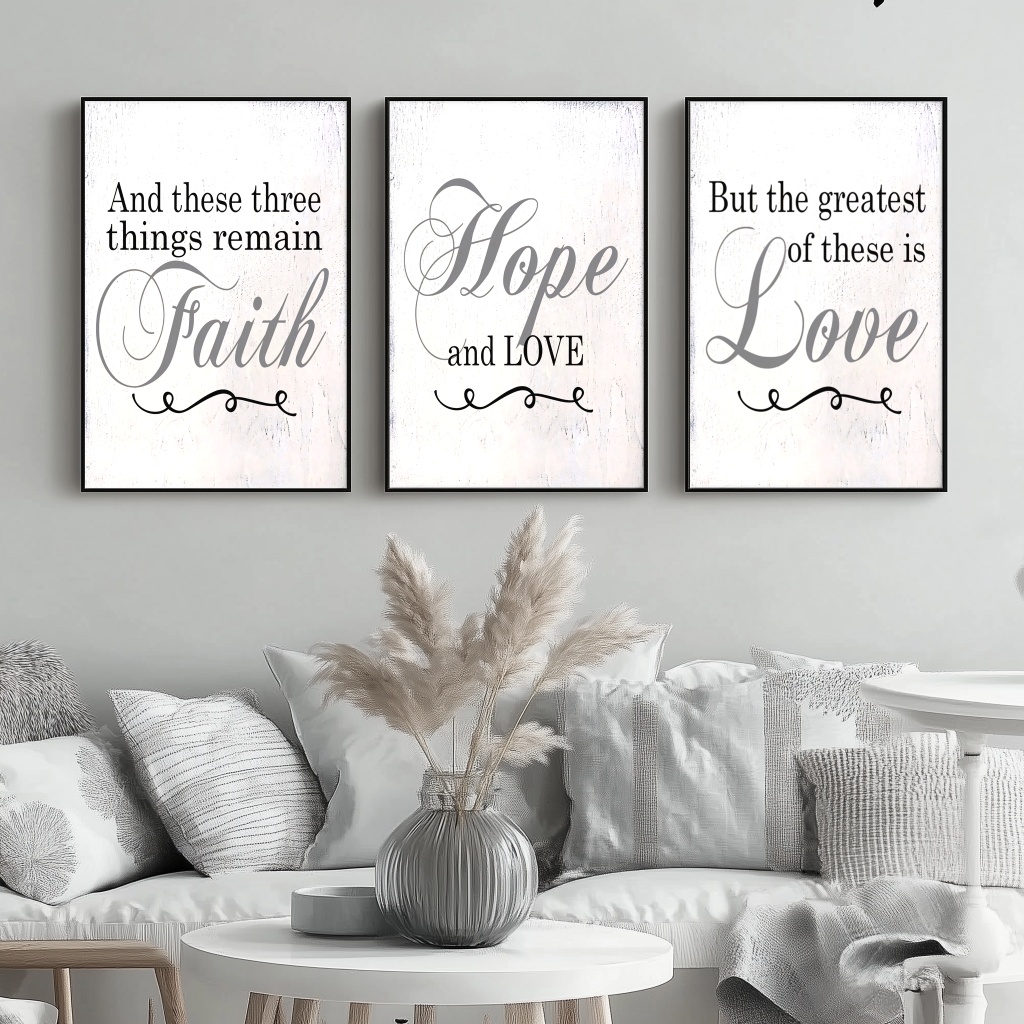 And these three
things remain
Faith
Hope
and LOVE
But the greatest
of these is
Love